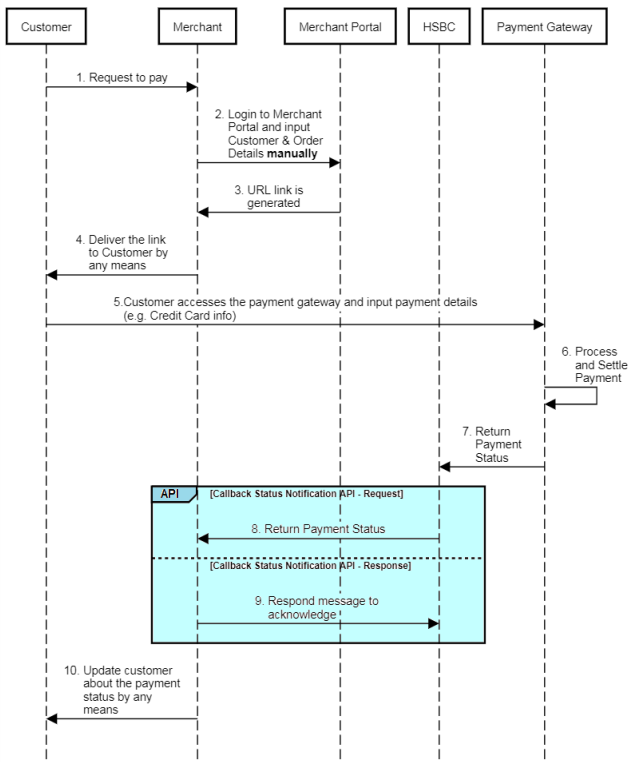 Customer
Merchant
Merchant Portal
HSBC
Payment Gateway
1. Request to pay
2. Login to Merchant
Portal and input
Customer & Order
Details manually
3. URL link is
generated
4. Deliver the link
to Customer by
any means
5.Customer accesses the payment gateway and input payment details
(e.g. Credit Card info)
6. Process
and Settle
Payment
7. Return
Payment
Status
API
[Callback Status Notification API - Request]
8. Return Payment Status
[Callback Status Notification API - Response]
9. Respond message to
acknowledge
10. Update customer
about the payment
status by any
means